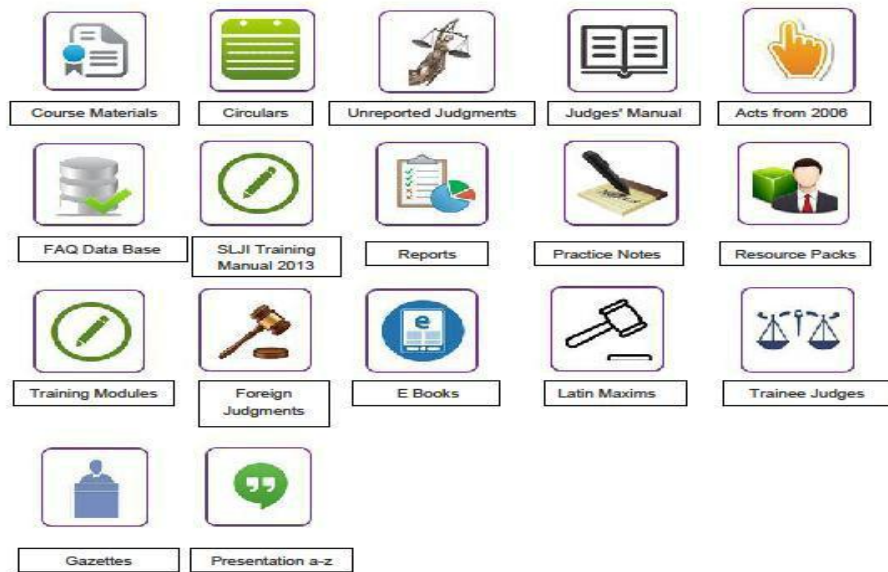 Course Materials
Circulars
Unreported Judgments
Judges' Manual
Acts from 2006
FAQ Data Base
SLJI Training
Manual 2013
Reports
Practice Notes
Resource Packs
Training Modules
Foreign
Judgments
e
E Books
Latin Maxims
Trainee Judges
Gazettes
Presentation a-z